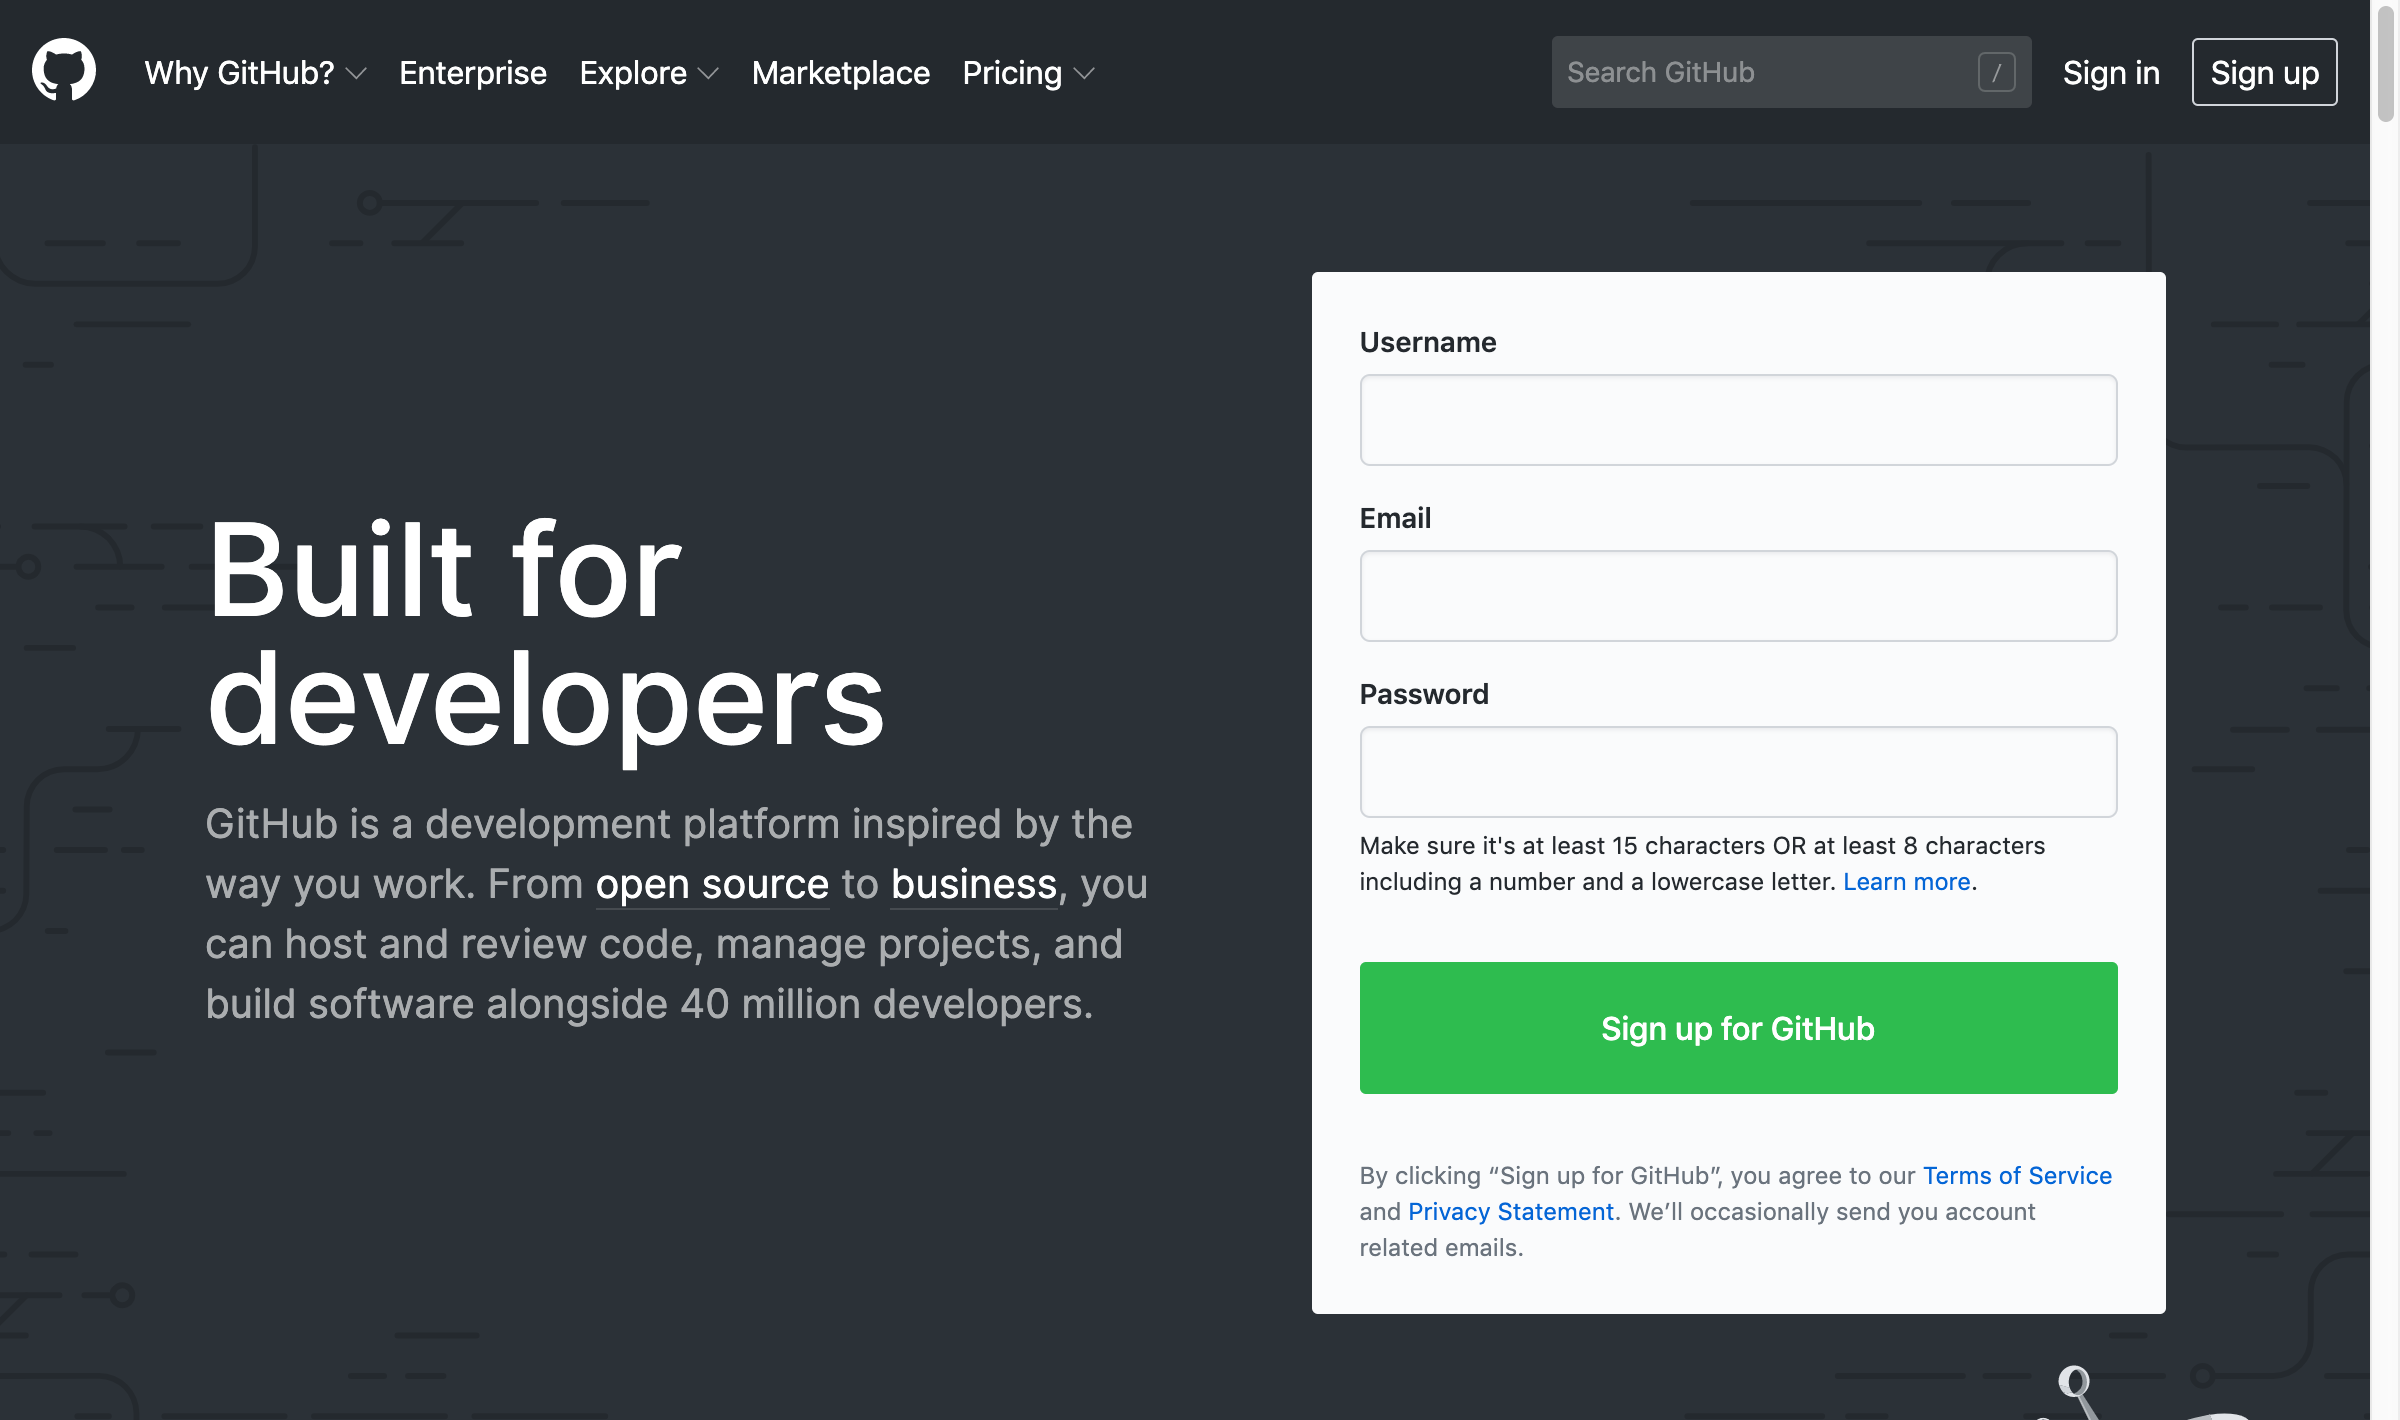 Why GitHub? Enterprise Explore Marketplace Pricing Search GitHub / Sign in Sign up
Built for
developers
GitHub is a development platform inspired by the
way you work. From open source to business, you
can host and review code, manage projects, and
build software alongside 40 million developers.
Username
Email
Password
Make sure it's at least 15 characters OR at least 8 characters
including a number and a lowercase letter. Learn more.
Sign up for GitHub
By clicking “Sign up for GitHub”, you agree to our Terms of Service
and Privacy Statement. We’ll occasionally send you account
related emails.